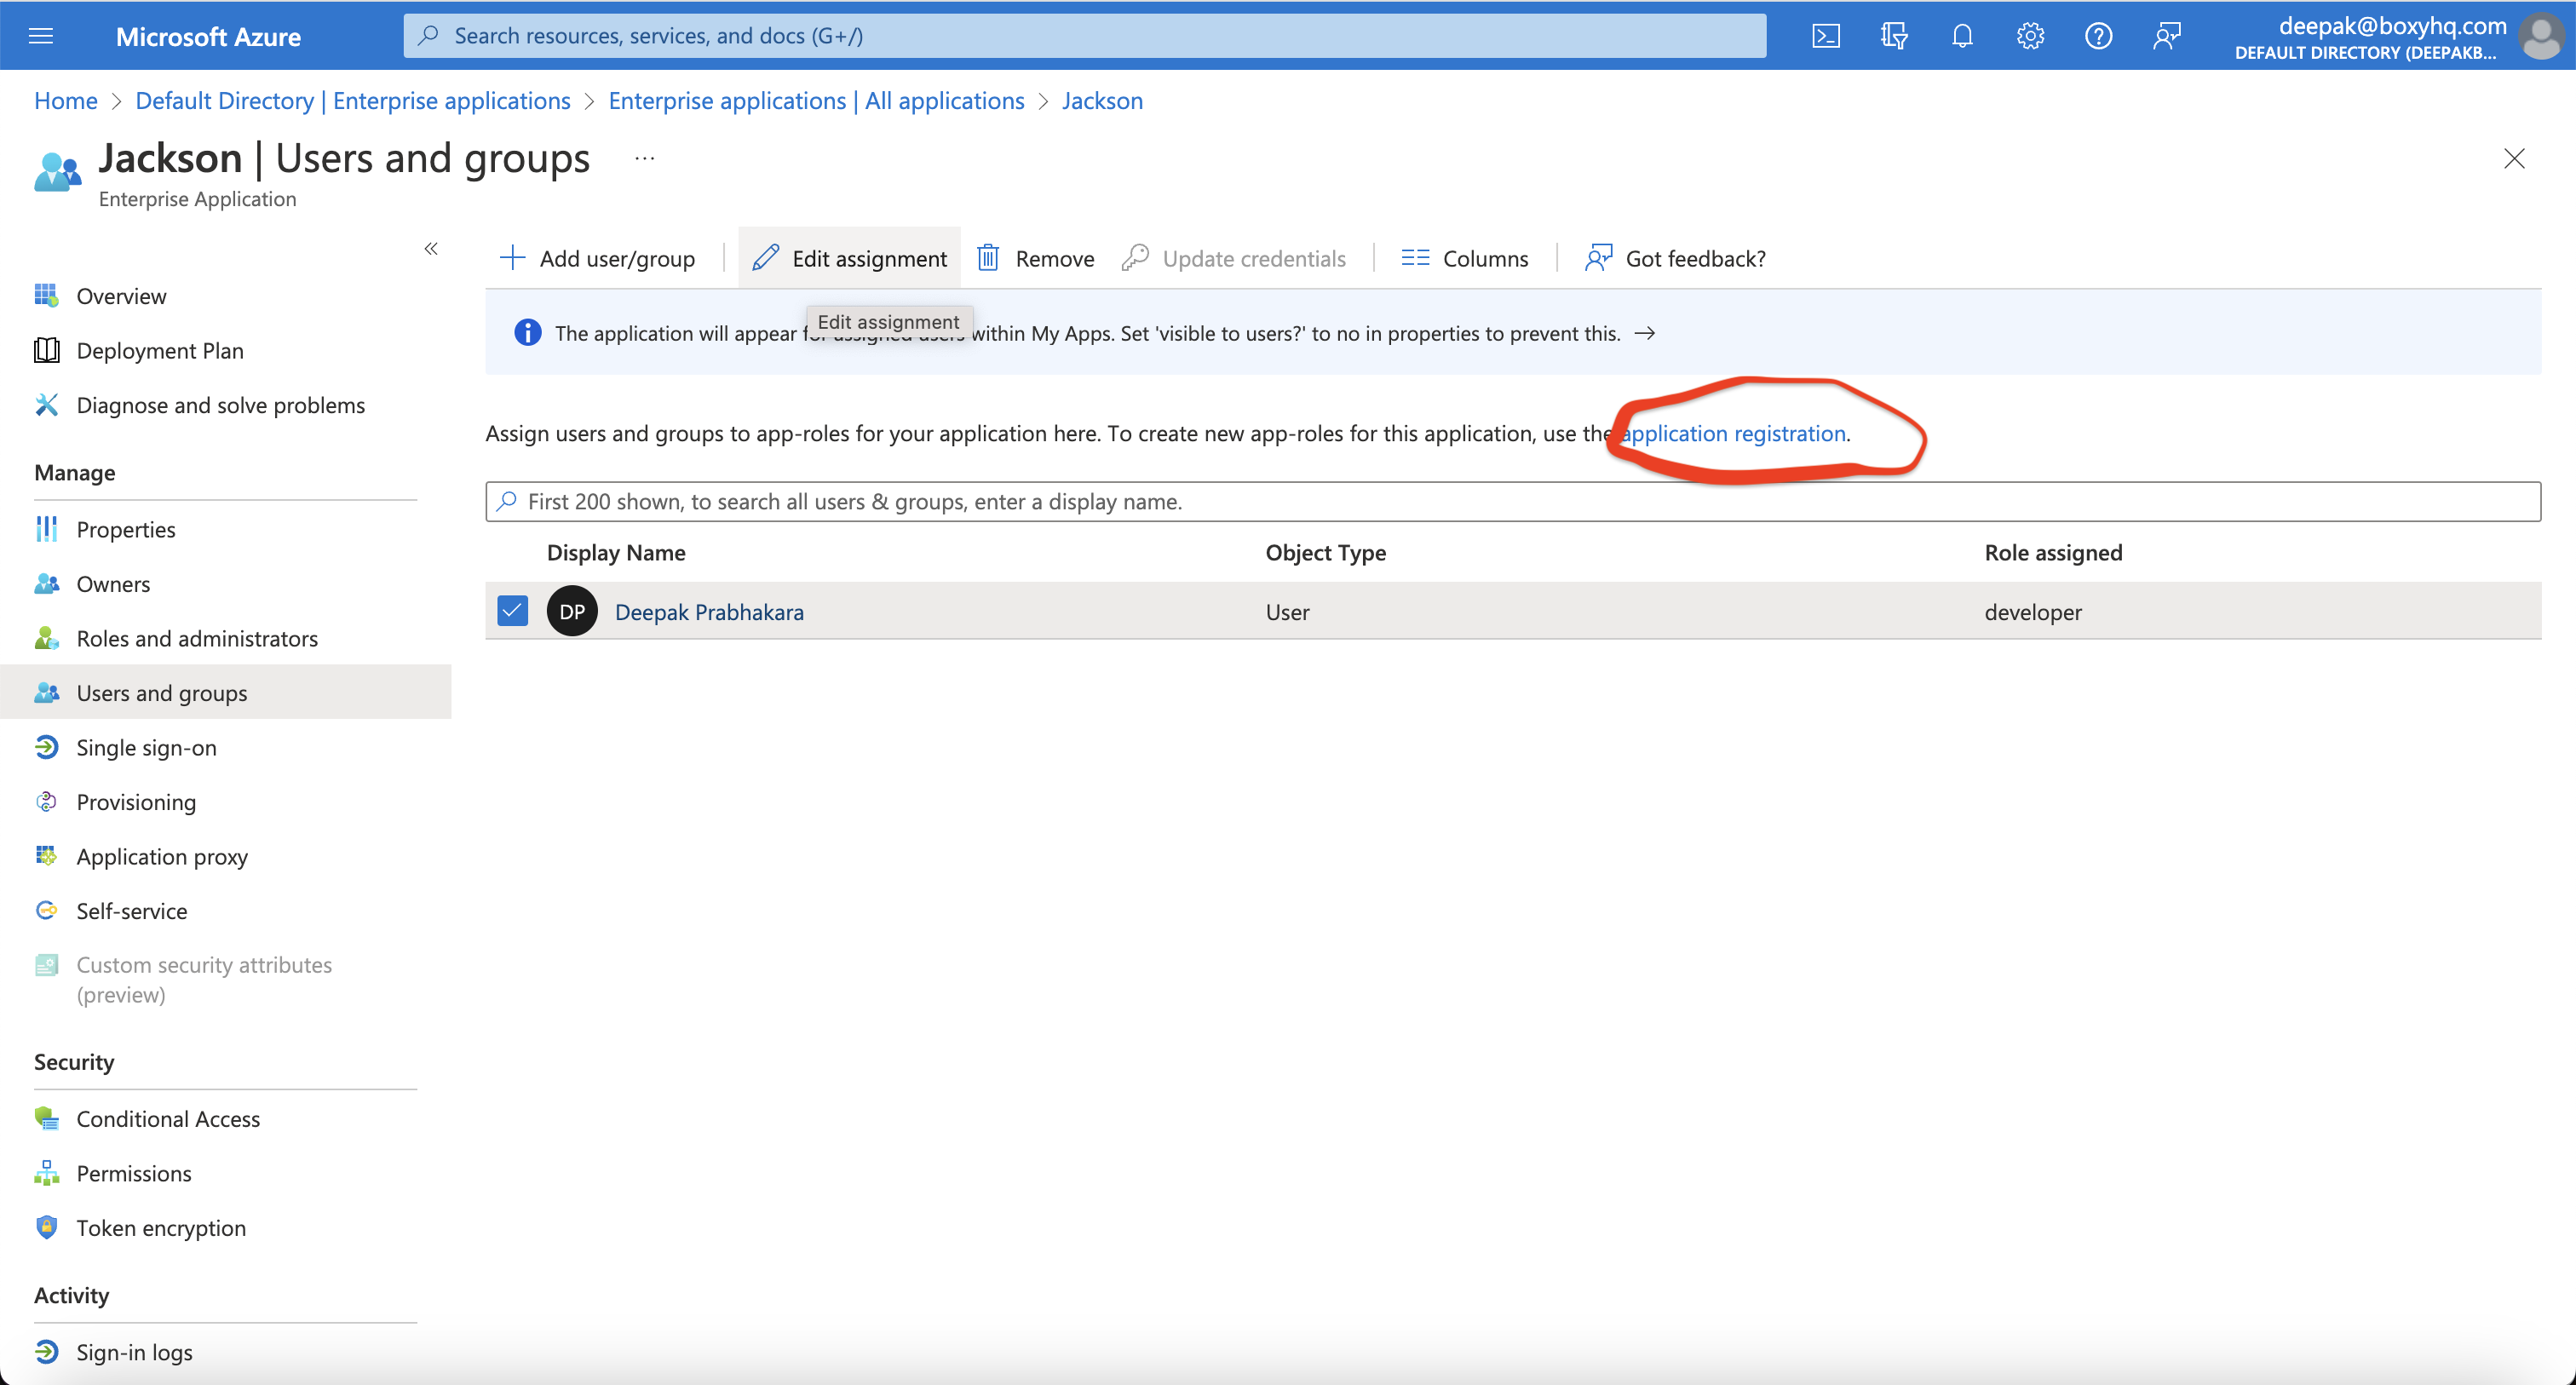 Microsoft Azure
Search resources, services, and docs (G+/)
deepak@boxyhq.com
DEFAULT DIRECTORY (DEEPAKB...
Home > Default Directory | Enterprise applications > Enterprise applications | All applications > Jackson
Jackson | Users and groups ...
Enterprise Application
Overview
Deployment Plan
Diagnose and solve problems
Manage
Properties
Owners
Roles and administrators
Users and groups
Single sign-on
Provisioning
Application proxy
Self-service
Custom security attributes
(preview)
Security
Conditional Access
Permissions
Token encryption
Activity
Sign-in logs
Add user/group
Edit assignment
Remove
Update credentials
Columns
Got feedback?
Edit assignment
The application will appear for assigned users within My Apps. Set 'visible to users?' to no in properties to prevent this. →
Assign users and groups to app-roles for your application here. To create new app-roles for this application, use the application registration.
First 200 shown, to search all users & groups, enter a display name.
Display Name Object Type Role assigned
DP Deepak Prabhakara User developer